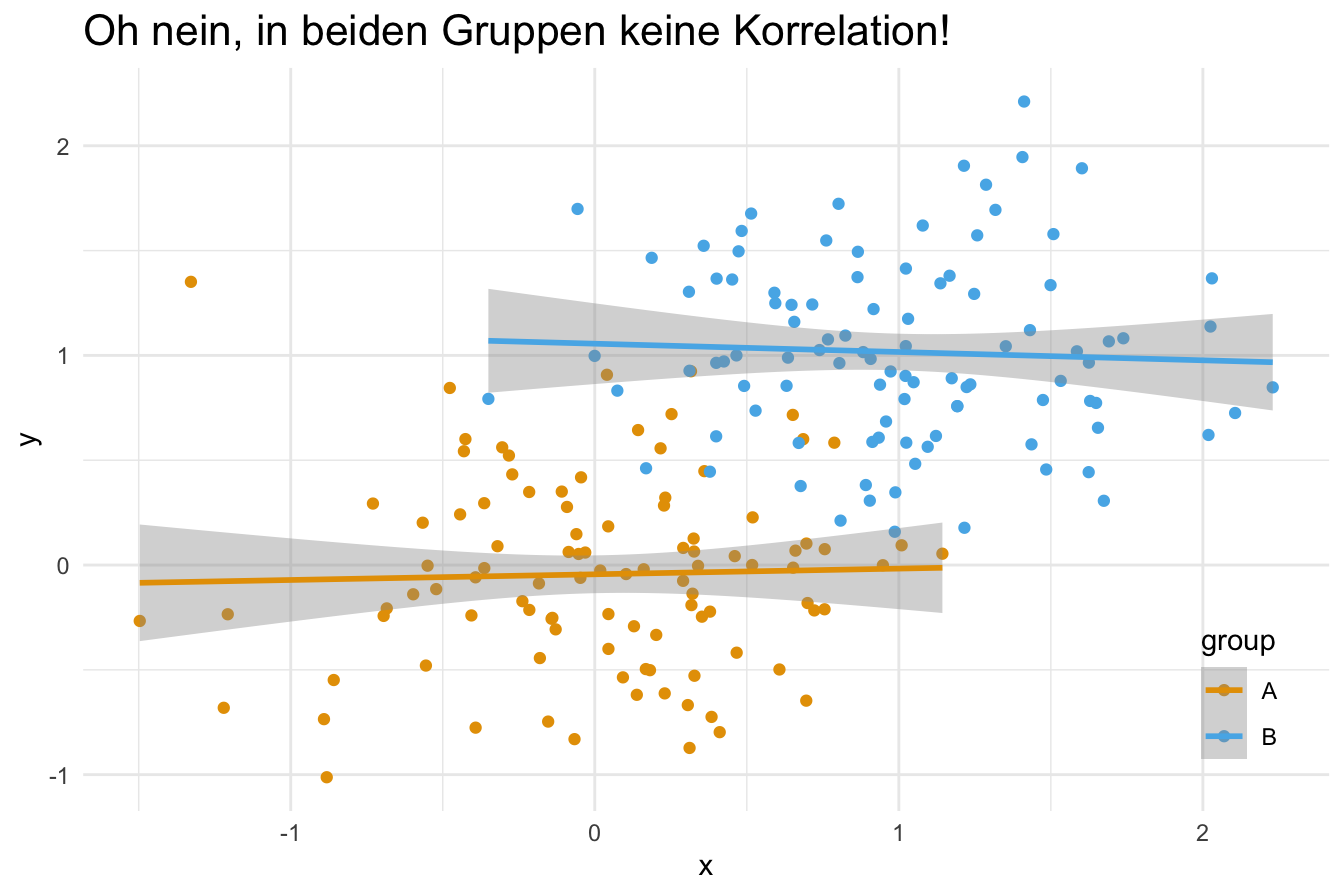 Oh nein, in beiden Gruppen keine Korrelation!
2
1
0
-1
y
-1
0
1
2
x
group
A
B